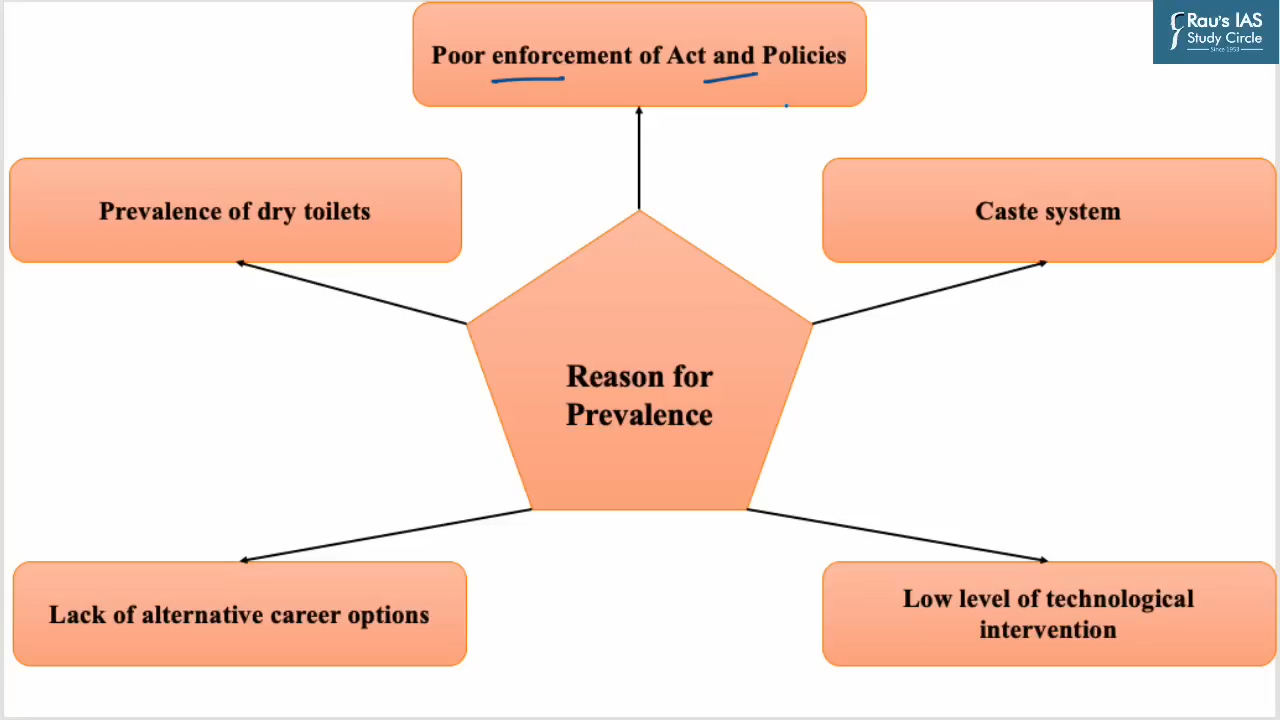 Rau's IAS
Study Circle
Since 1953
Poor enforcement of Act and Policies
Prevalence of dry toilets
Caste system
Reason for
Prevalence
Lack of alternative career options
Low level of technological
intervention